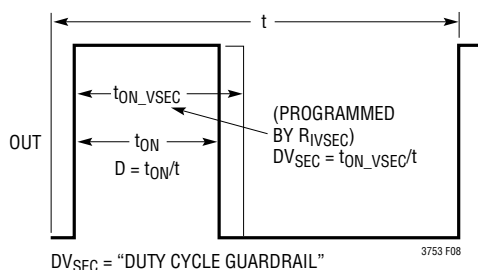 t
tON_VSEC
(PROGRAMMED
BY RIVSEC)
DVSEC = tON_VSEC/t
tON
D = tON/t
OUT
3753 F08
DVSEC = “DUTY CYCLE GUARDRAIL”